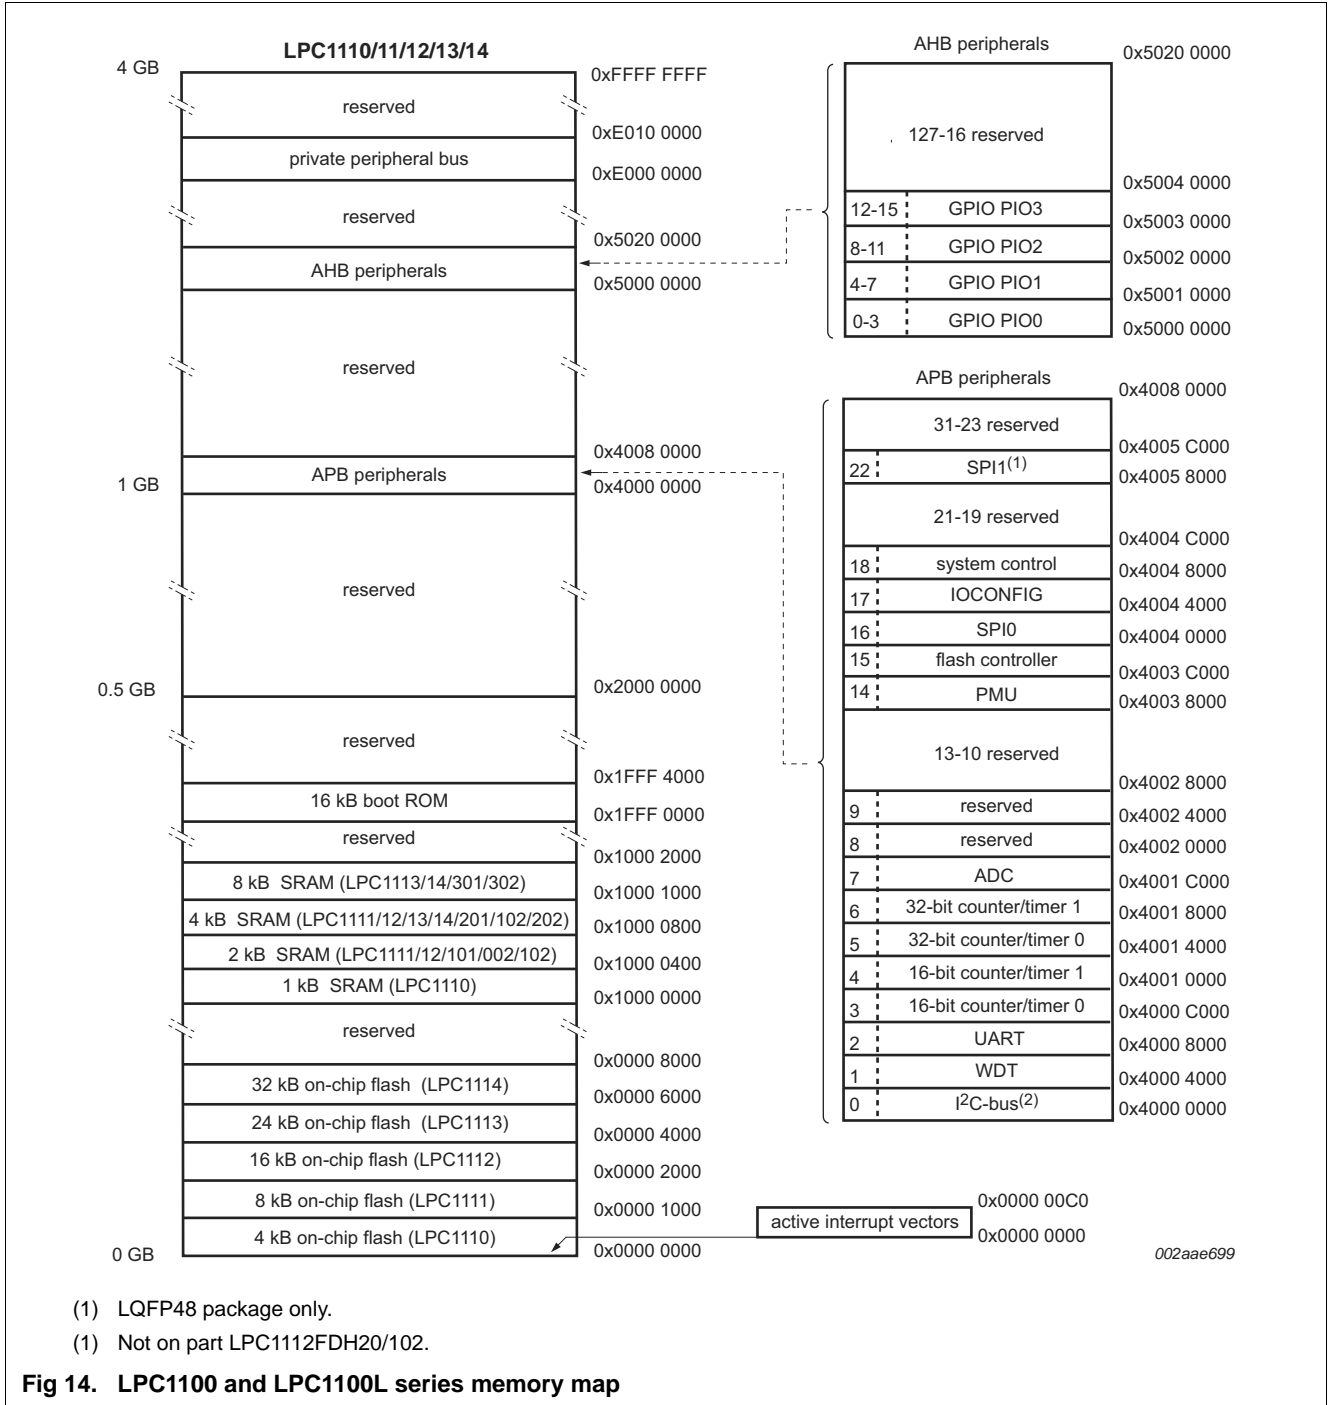 LPC1110/11/12/13/14
4 GB
0xFFFF FFFF
reserved
0xE010 0000
private peripheral bus
0xE000 0000
reserved
0x5020 0000
AHB peripherals
0x5000 0000
reserved
0x4008 0000
APB peripherals
1 GB
0x4000 0000
reserved
0.5 GB
0x2000 0000
reserved
0x1FFF 4000
16 kB boot ROM
0x1FFF 0000
reserved
0x1000 2000
8 kB SRAM (LPC1113/14/301/302)
0x1000 1000
4 kB SRAM (LPC1111/12/13/14/201/102/202)
0x1000 0800
2 kB SRAM (LPC1111/12/101/002/102)
0x1000 0400
1 kB SRAM (LPC1110)
0x1000 0000
reserved
0x0000 8000
32 kB on-chip flash (LPC1114)
0x0000 6000
24 kB on-chip flash (LPC1113)
0x0000 4000
16 kB on-chip flash (LPC1112)
0x0000 2000
8 kB on-chip flash (LPC1111)
0x0000 1000
4 kB on-chip flash (LPC1110)
0 GB
0x0000 0000
AHB peripherals
0x5020 0000
127-16 reserved
0x5004 0000
12-15 GPIO PIO3
0x5003 0000
8-11 GPIO PIO2
0x5002 0000
4-7 GPIO PIO1
0x5001 0000
0-3 GPIO PIO0
0x5000 0000
APB peripherals
0x4008 0000
31-23 reserved
0x4005 C000
22 SPI1(1)
0x4005 8000
21-19 reserved
0x4004 C000
18 system control
0x4004 8000
17 IOCONFIG
0x4004 4000
16 SPI0
0x4004 0000
15 flash controller
0x4003 C000
14 PMU
0x4003 8000
13-10 reserved
0x4002 8000
9 reserved
0x4002 4000
8 reserved
0x4002 0000
7 ADC
0x4001 C000
6 32-bit counter/timer 1
0x4001 8000
5 32-bit counter/timer 0
0x4001 4000
4 16-bit counter/timer 1
0x4001 0000
3 16-bit counter/timer 0
0x4000 C000
2 UART
0x4000 8000
1 WDT
0x4000 4000
0 I2C-bus(2)
0x4000 0000
0x0000 00C0
active interrupt vectors
0x0000 0000
002aae699
(1) LQFP48 package only.
(1) Not on part LPC1112FDH20/102.
Fig 14. LPC1100 and LPC1100L series memory map